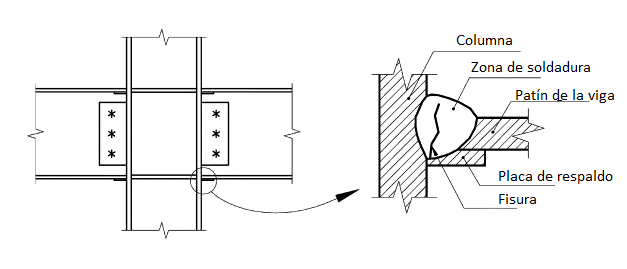 Columna
Zona de soldadura
Patín de la viga
Placa de respaldo
Fisura